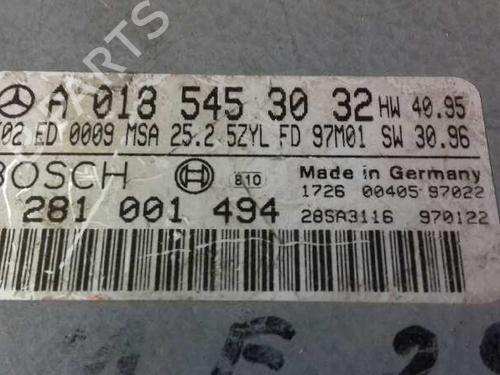 PARTS
A 018 545 30 32 HW 40.95
02 ED 0009 MSA 25.2 5ZYL FD 97M01 SW 30.96
BOSCH 810 Made in Germany
1726 00405 97022
281 001 494 28SA3116 970122